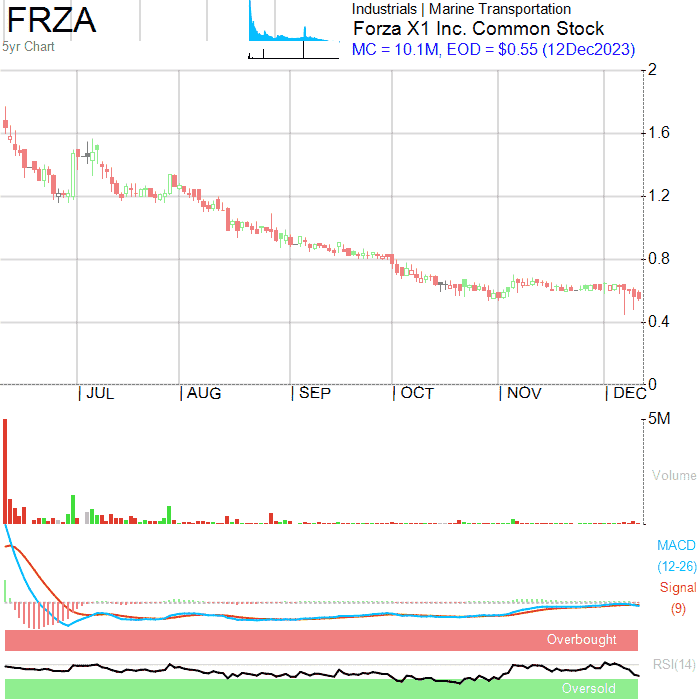 FRZA
5yr Chart
Industrials | Marine Transportation
Forza X1 Inc. Common Stock
MC = 10.1M, EOD = $0.55 (12Dec2023)
2
1.6
1.2
0.8
0.4
0
| JUL | AUG | SEP | OCT | NOV | DEC
5M
Volume
MACD
(12-26)
Signal
(9)
Overbought
RSI(14)
Oversold